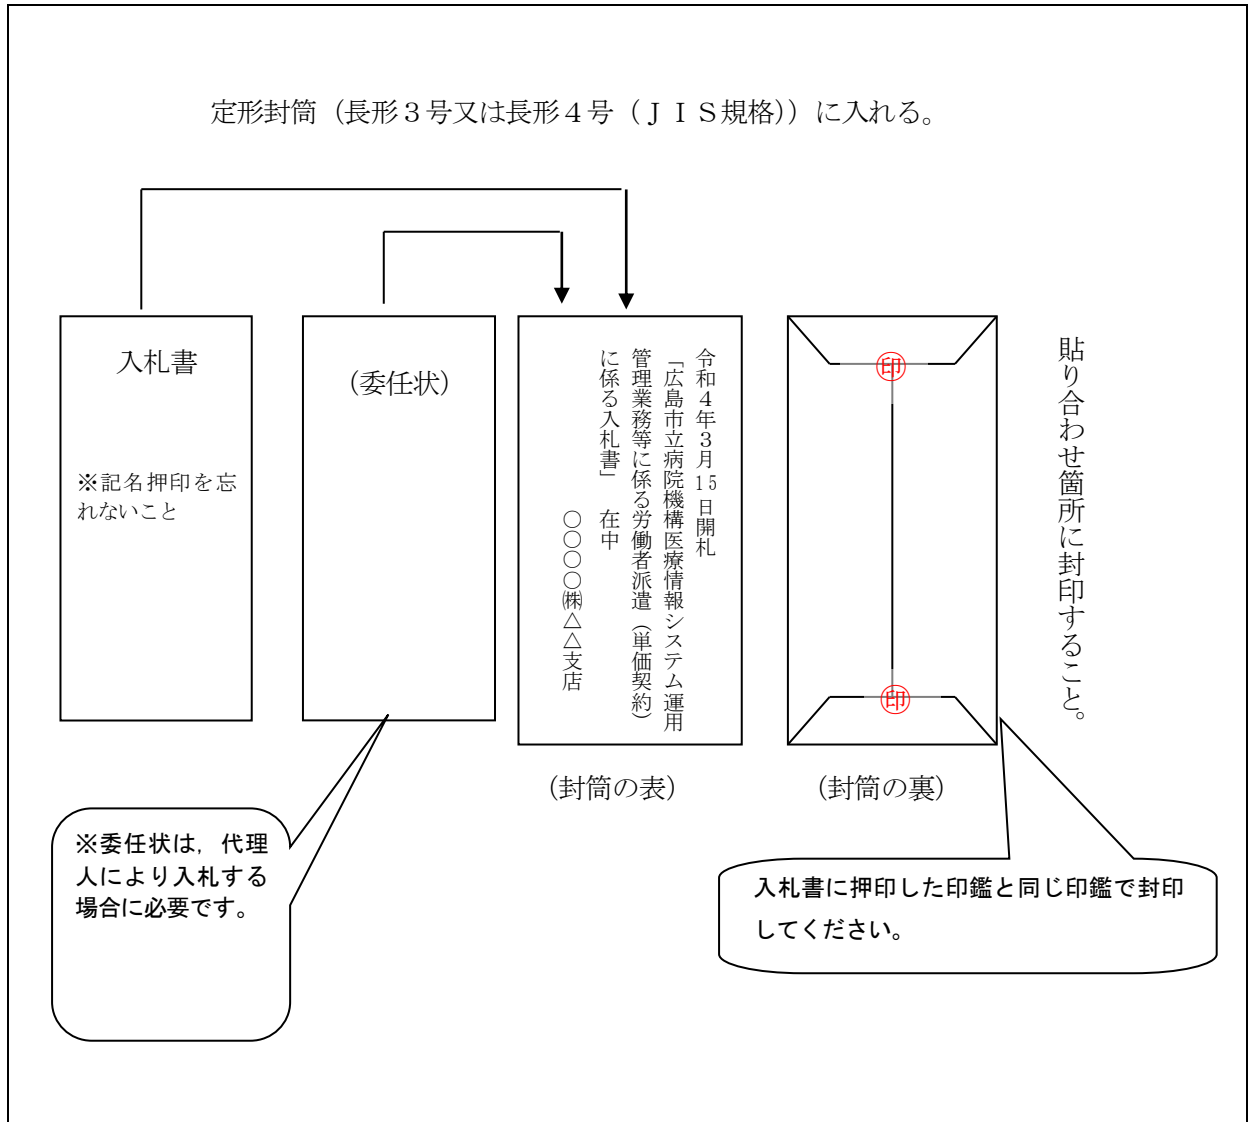 定形封筒（長形３号又は長形４号（ＪＩＳ規格））に入れる。
入札書
※記名押印を忘
れないこと
（委任状）
令和４年３月15日開札
「広島市立病院機構医療情報システム運用
管理業務等に係る労働者派遣（単価契約）
に係る入札書」　在中
○○○○㈱△△支店
印
印
貼り合わせ箇所に封印すること。
（封筒の表）
（封筒の裏）
※委任状は，代理
人により入札する
場合に必要です。
入札書に押印した印鑑と同じ印鑑で封印
してください。